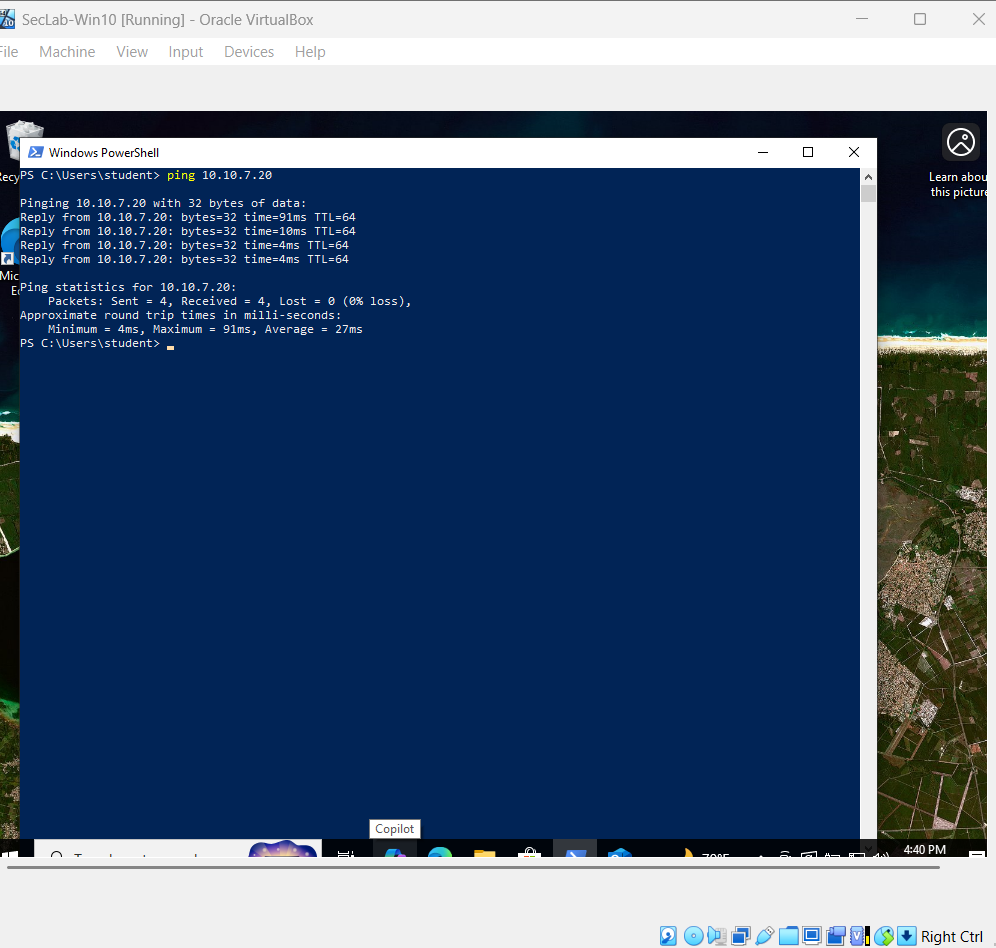 SecLab-Win10 [Running] - Oracle VirtualBox
File Machine View Input Devices Help
Windows PowerShell
Learn about
this picture
PS C:\Users\student> ping 10.10.7.20
Pinging 10.10.7.20 with 32 bytes of data:
Reply from 10.10.7.20: bytes=32 time=91ms TTL=64
Reply from 10.10.7.20: bytes=32 time=10ms TTL=64
Reply from 10.10.7.20: bytes=32 time=4ms TTL=64
Reply from 10.10.7.20: bytes=32 time=4ms TTL=64
Ping statistics for 10.10.7.20:
Packets: Sent = 4, Received = 4, Lost = 0 (0% loss),
Approximate round trip times in milli-seconds:
Minimum = 4ms, Maximum = 91ms, Average = 27ms
PS C:\Users\student>
Copilot
4:40 PM
Right Ctrl